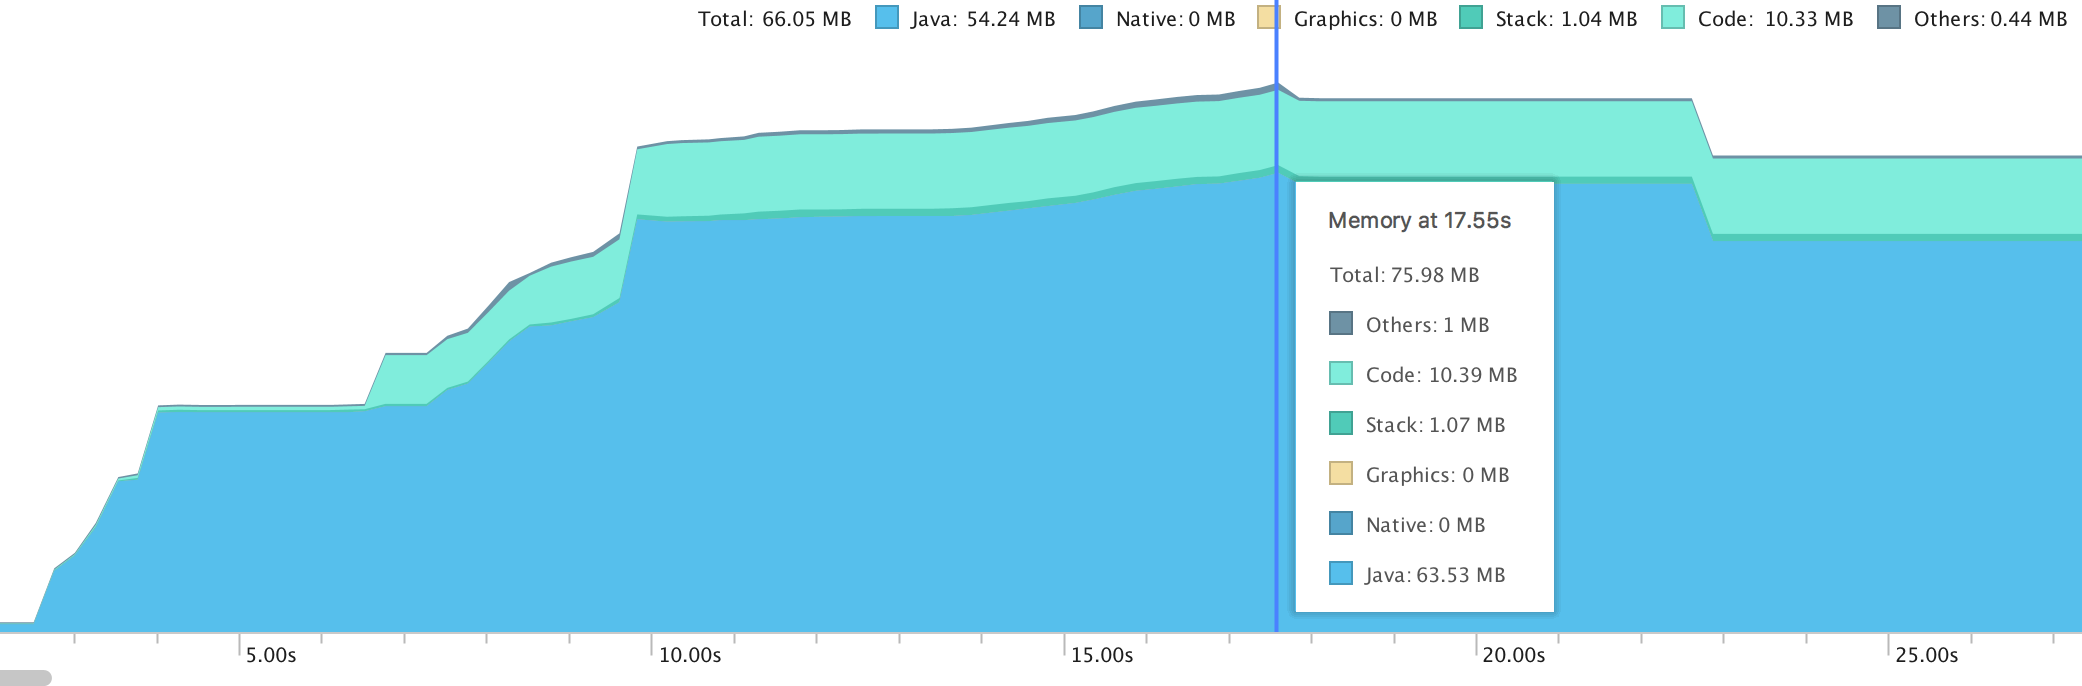 Total: 66.05 MB Java: 54.24 MB Native: 0 MB Graphics: 0 MB Stack: 1.04 MB Code: 10.33 MB Others: 0.44 MB
Memory at 17.55s
Total: 75.98 MB
Others: 1 MB
Code: 10.39 MB
Stack: 1.07 MB
Graphics: 0 MB
Native: 0 MB
Java: 63.53 MB
5.00s 10.00s 15.00s 20.00s 25.00s